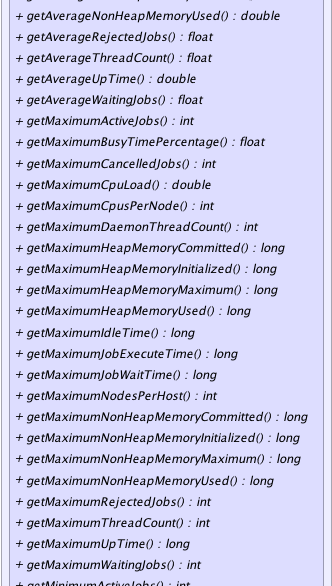 + getAverageNonHeapMemoryUsed() : double
+ getAverageRejectedJobs() : float
+ getAverageThreadCount() : float
+ getAverageUpTime() : double
+ getAverageWaitingJobs() : float
+ getMaximumActiveJobs() : int
+ getMaximumBusyTimePercentage() : float
+ getMaximumCancelledJobs() : int
+ getMaximumCpuLoad() : double
+ getMaximumCpusPerNode() : int
+ getMaximumDaemonThreadCount() : int
+ getMaximumHeapMemoryCommitted() : long
+ getMaximumHeapMemoryInitialized() : long
+ getMaximumHeapMemoryMaximum() : long
+ getMaximumHeapMemoryUsed() : long
+ getMaximumIdleTime() : long
+ getMaximumJobExecuteTime() : long
+ getMaximumJobWaitTime() : long
+ getMaximumNodesPerHost() : int
+ getMaximumNonHeapMemoryCommitted() : long
+ getMaximumNonHeapMemoryInitialized() : long
+ getMaximumNonHeapMemoryMaximum() : long
+ getMaximumNonHeapMemoryUsed() : long
+ getMaximumRejectedJobs() : int
+ getMaximumThreadCount() : int
+ getMaximumUpTime() : long
+ getMaximumWaitingJobs() : int
+ getMinimumActiveJobs() : int